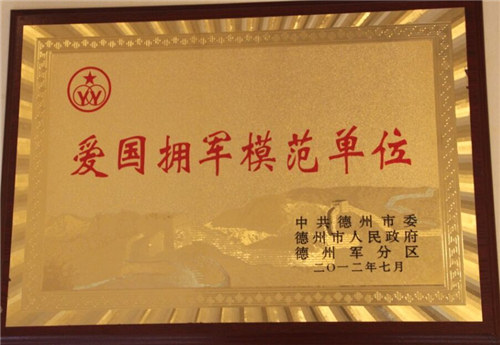 爱国拥军模范单位
中共德州市委
德州市人民政府
德州军分区
二〇一二年七月